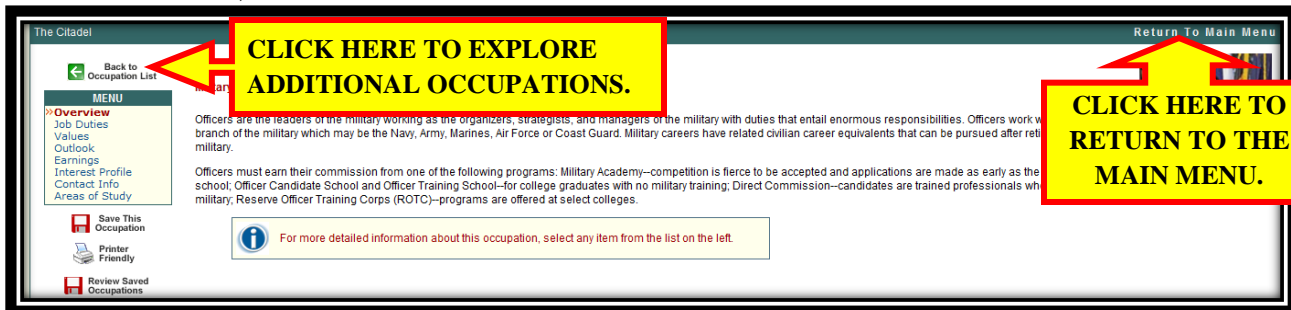 The Citadel
Return To Main Menu
Back to
Occupation List
CLICK HERE TO EXPLORE
ADDITIONAL OCCUPATIONS.
MENU
»Overview
Job Duties
Values
Outlook
Earnings
Interest Profile
Contact Info
Areas of Study
Save This
Occupation
Printer
Friendly
Review Saved
Occupations
Officers are the leaders of the military working as the organizers, strategists, and managers of the military with duties that entail enormous responsibilities. Officers work
branch of the military which may be the Navy, Army, Marines, Air Force or Coast Guard. Military careers have related civilian career equivalents that can be pursued after
military.
Officers must earn their commission from one of the following programs: Military Academy--competition is fierce to be accepted and applications are made as early as the
school; Officer Candidate School and Officer Training School--for college graduates with no military training; Direct Commission--candidates are trained professionals
military; Reserve Officer Training Corps (ROTC)--programs are offered at select colleges.
For more detailed information about this occupation, select any item from the list on the left.
CLICK HERE TO
RETURN TO THE
MAIN MENU.